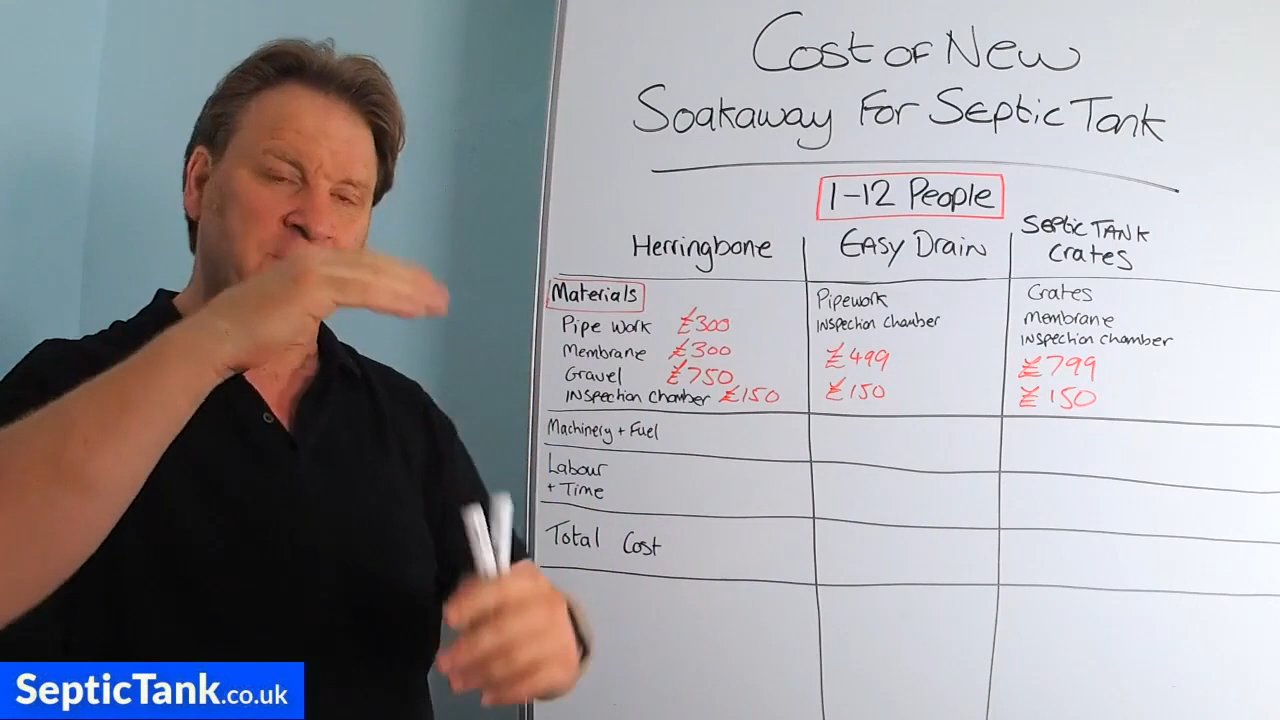 Cost of New
Soakaway For Septic Tank
1-12 People
Herringbone
Easy Drain
Septic Tank
Crates
Materials
Pipe Work £300
Membrane £300
Gravel £750
Inspection Chamber £150
Pipework
Inspection Chamber
£499
£150
Crates
Membrane
Inspection Chamber
£799
£150
Machinery + Fuel
Labour
+ Time
Total Cost
SepticTank.co.uk